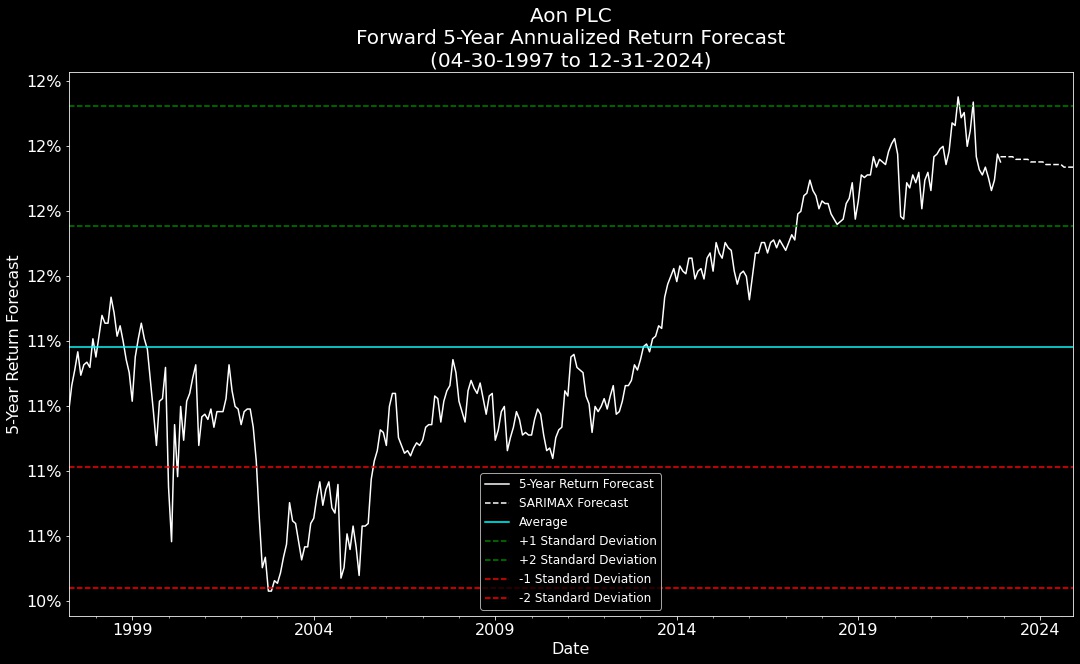 Aon PLC
Forward 5-Year Annualized Return Forecast
(04-30-1997 to 12-31-2024)
12%
12%
12%
12%
11%
11%
11%
11%
10%
5-Year Return Forecast
5-Year Return Forecast
SARIMAX Forecast
Average
+1 Standard Deviation
+2 Standard Deviation
-1 Standard Deviation
-2 Standard Deviation
1999 2004 2009 2014 2019 2024
Date